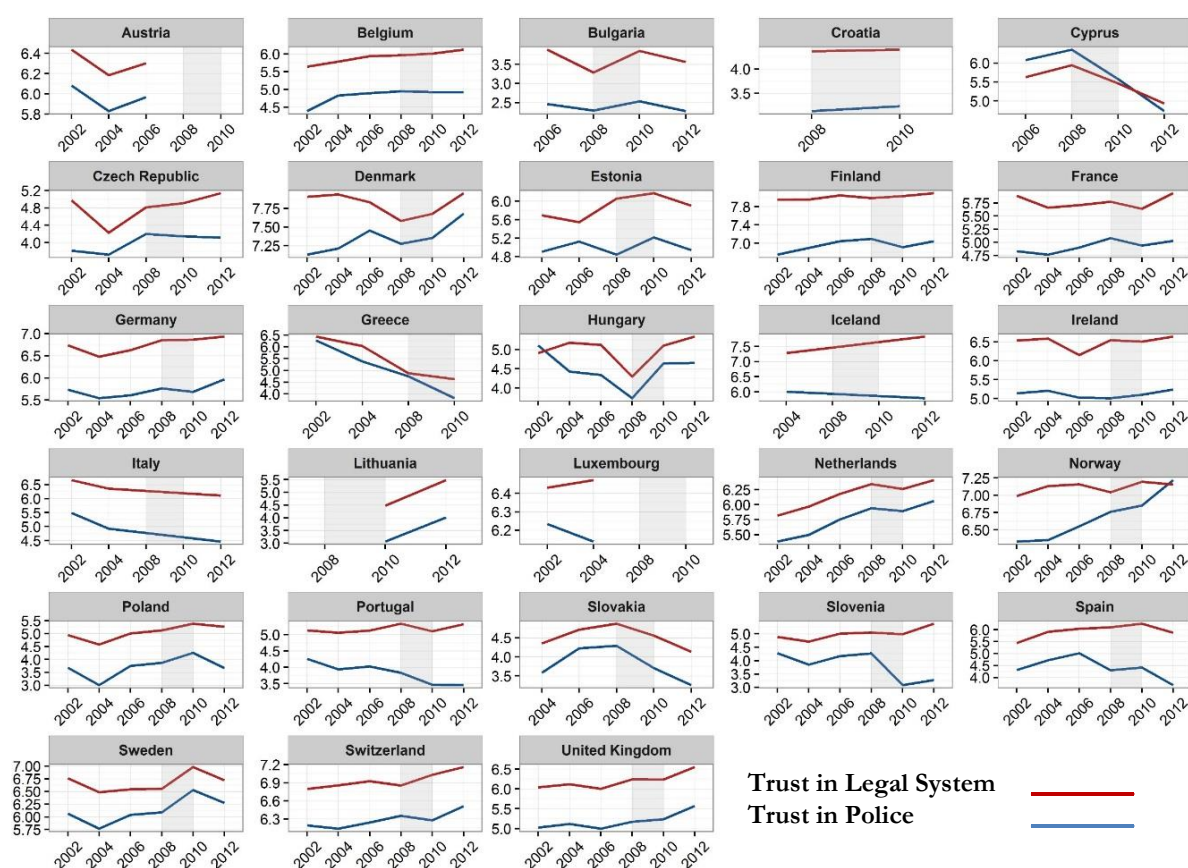 Austria
6.4
6.2
6.0
5.8
2002 2004 2006 2008 2010
Belgium
6.0
5.5
5.0
4.5
2002 2004 2006 2008 2010 2012
Bulgaria
3.5
3.0
2.5
2006 2008 2010 2012
Croatia
4.0
3.5
2008 2010
Cyprus
6.0
5.5
5.0
2006 2008 2010 2012
Czech Republic
5.2
4.8
4.4
4.0
2002 2004 2006 2008 2010 2012
Denmark
7.75
7.50
7.25
2002 2004 2006 2008 2010 2012
Estonia
6.0
5.6
5.2
4.8
2004 2006 2008 2010 2012
Finland
7.8
7.4
7.0
2002 2004 2006 2008 2010 2012
France
5.75
5.50
5.25
5.00
4.75
2002 2004 2006 2008 2010 2012
Germany
7.0
6.5
6.0
5.5
2002 2004 2006 2008 2010 2012
Greece
6.5
6.0
5.5
5.0
4.5
4.0
2002 2004 2008 2010
Hungary
5.0
4.5
4.0
2002 2004 2006 2008 2010 2012
Iceland
7.5
7.0
6.5
6.0
2004 2008 2010 2012
Ireland
6.5
6.0
5.5
5.0
2002 2004 2006 2008 2010 2012
Italy
6.5
6.0
5.5
5.0
4.5
2002 2004 2008 2010 2012
Lithuania
5.5
5.0
4.5
4.0
3.5
3.0
2008 2010 2012
Luxembourg
6.4
6.3
6.2
2002 2004 2008 2010
Netherlands
6.25
6.00
5.75
5.50
2002 2004 2006 2008 2010 2012
Norway
7.25
7.00
6.75
6.50
2002 2004 2006 2008 2010 2012
Poland
5.5
5.0
4.5
4.0
3.5
3.0
2002 2004 2006 2008 2010 2012
Portugal
5.0
4.5
4.0
3.5
2002 2004 2006 2008 2010 2012
Slovakia
4.5
4.0
3.5
2004 2006 2008 2010 2012
Slovenia
5.0
4.5
4.0
3.5
3.0
2002 2004 2006 2008 2010 2012
Spain
6.0
5.5
5.0
4.5
4.0
2002 2004 2006 2008 2010 2012
Sweden
7.00
6.75
6.50
6.25
6.00
5.75
2002 2004 2006 2008 2010 2012
Switzerland
7.2
6.9
6.6
6.3
2002 2004 2006 2008 2010 2012
United Kingdom
6.5
6.0
5.5
5.0
2002 2004 2006 2008 2010 2012
Trust in Legal System
Trust in Police